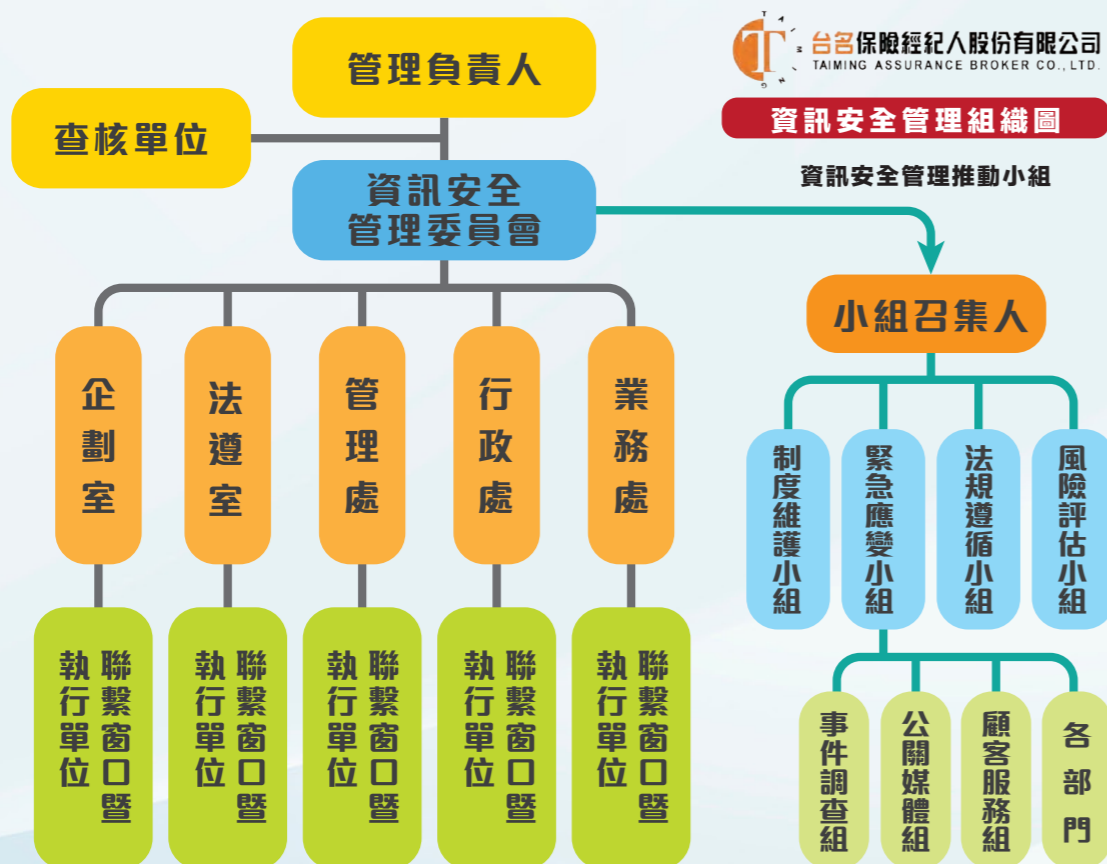 台名保險經紀人股份有限公司
TAIMING ASSURANCE BROKER CO., LTD.
T
TAIMING
資訊安全管理組織圖
資訊安全管理推動小組
管理負責人
查核單位
資訊安全
管理委員會
小組召集人
企劃室
法遵室
管理處
行政處
業務處
聯繫窗口暨
執行單位
聯繫窗口暨
執行單位
聯繫窗口暨
執行單位
聯繫窗口暨
執行單位
聯繫窗口暨
執行單位
制度維護小組
緊急應變小組
法規遵循小組
風險評估小組
事件調查組
公關媒體組
顧客服務組
各部門